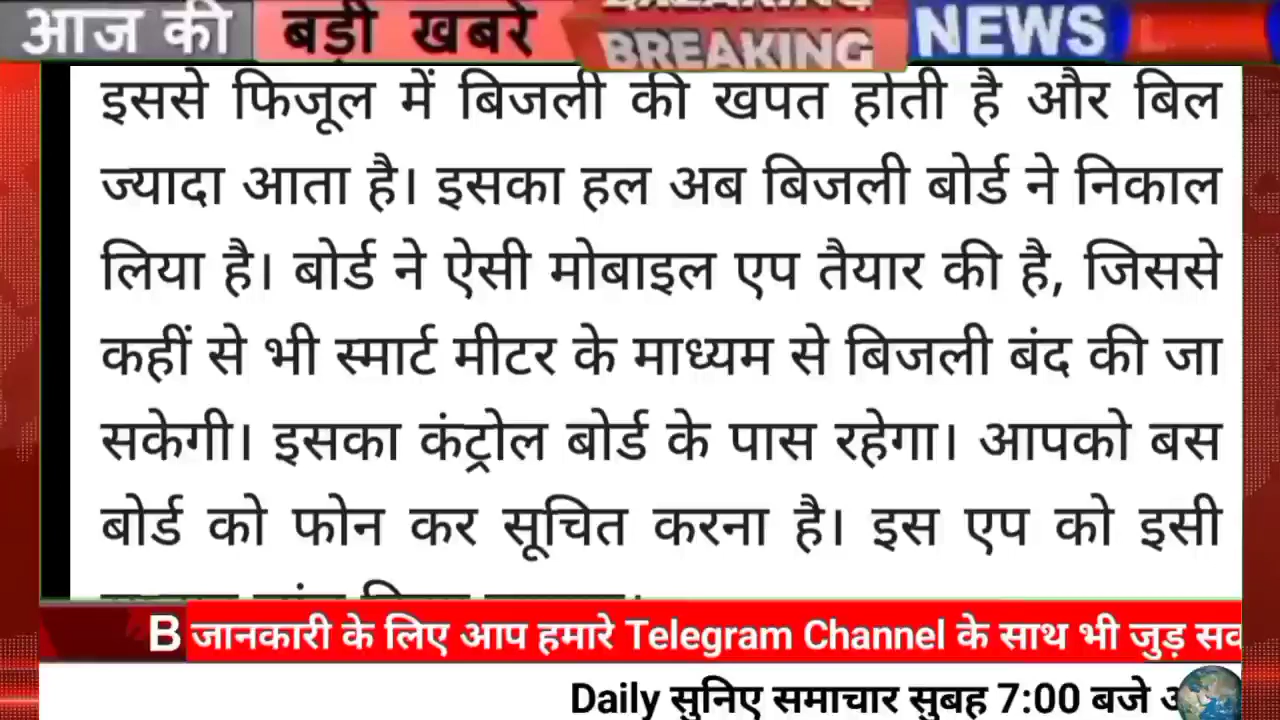 आज की बड़ी खबरे BREAKING NEWS
इससे फिजूल में बिजली की खपत होती है और बिल
ज्यादा आता है। इसका हल अब बिजली बोर्ड ने निकाल
लिया है। बोर्ड ने ऐसी मोबाइल एप तैयार की है, जिससे
कहीं से भी स्मार्ट मीटर के माध्यम से बिजली बंद की जा
सकेगी। इसका कंट्रोल बोर्ड के पास रहेगा। आपको बस
बोर्ड को फोन कर सूचित करना है। इस एप को इसी
B जानकारी के लिए आप हमारे Telegram Channel के साथ भी जुड़
Daily सुनिए समाचार सुबह 7:00 बजे